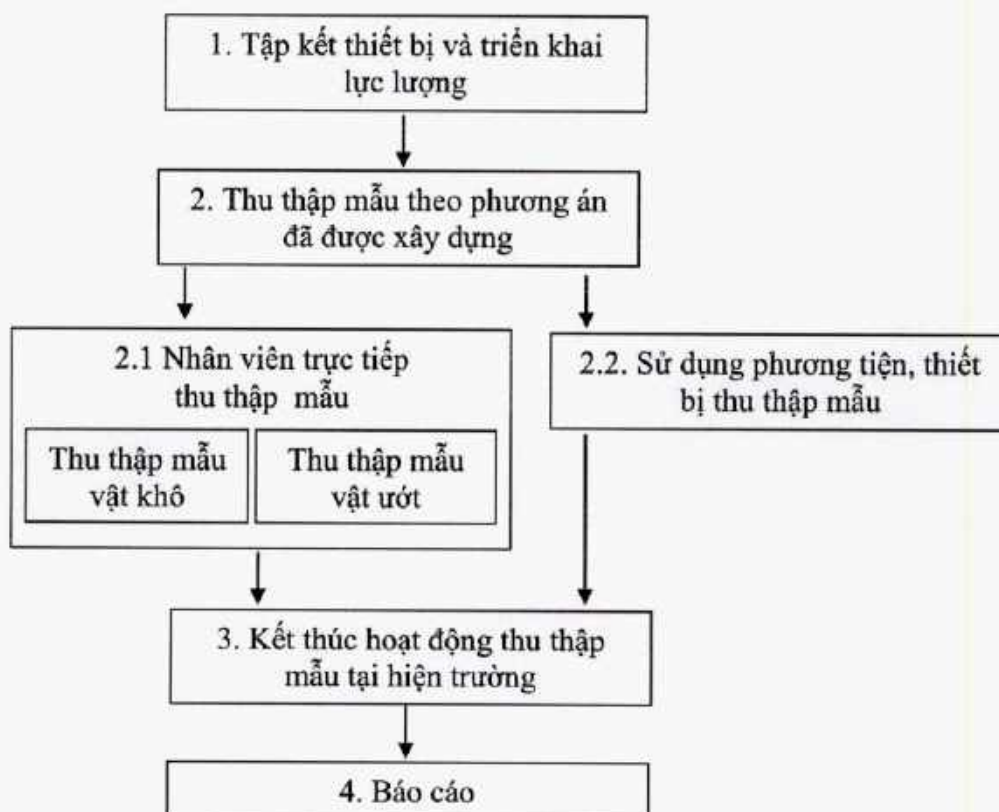 1. Tập kết thiết bị và triển khai
lực lượng
2. Thu thập mẫu theo phương án
đã được xây dựng
2.1 Nhân viên trực tiếp
thu thập mẫu
Thu thập mẫu
vật khô
Thu thập mẫu
vật ướt
2.2. Sử dụng phương tiện, thiết
bị thu thập mẫu
3. Kết thúc hoạt động thu thập
mẫu tại hiện trường
4. Báo cáo